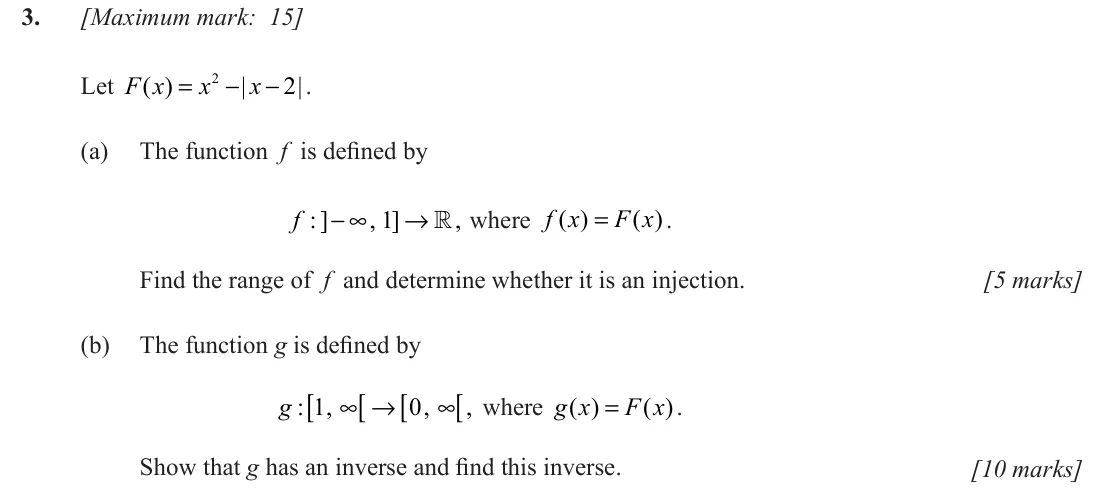 3. [Maximum mark: 15]
Let F(x) = x² − |x − 2|.
(a) The function f is defined by
f : ]−∞, 1] → ℝ, where f(x) = F(x).
Find the range of f and determine whether it is an injection. [5 marks]
(b) The function g is defined by
g : [1, ∞[ → [0, ∞[, where g(x) = F(x).
Show that g has an inverse and find this inverse. [10 marks]